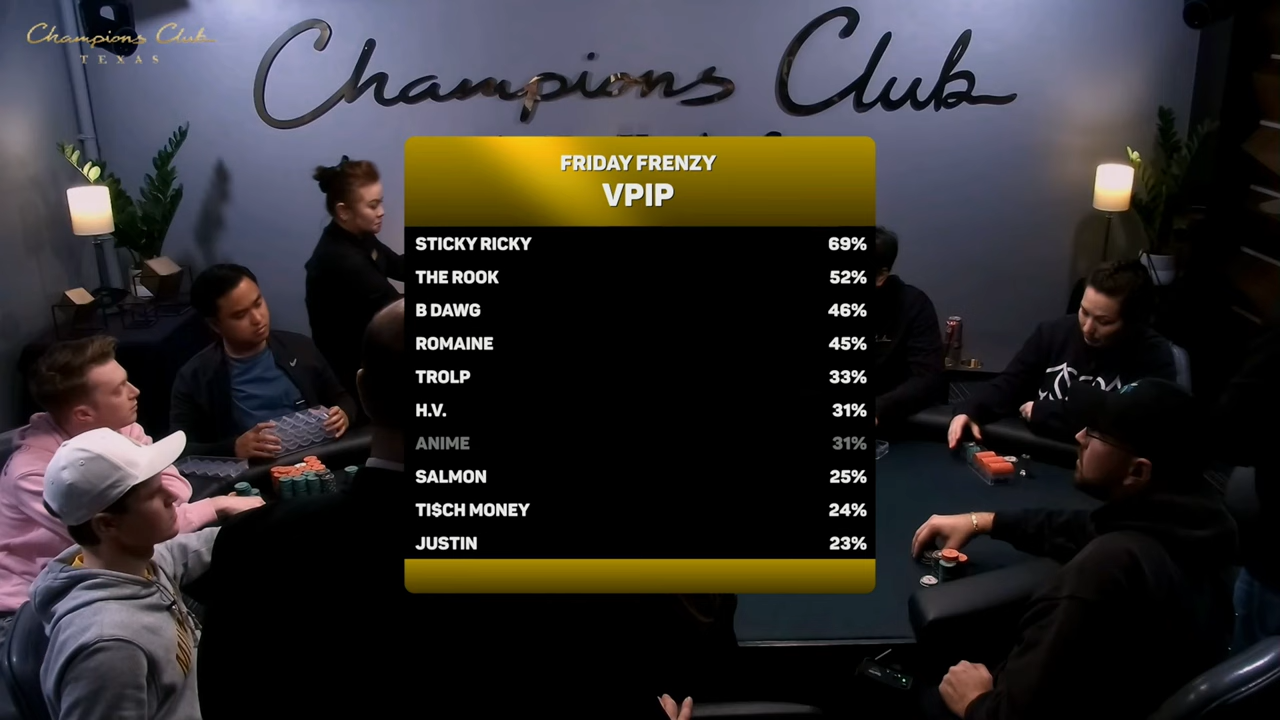 Champions Club
TEXAS
Champions Club
FRIDAY FRENZY
VPIP
STICKY RICKY 69%
THE ROOK 52%
B DAWG 46%
ROMAINE 45%
TROLP 33%
H.V. 31%
ANIME 31%
SALMON 25%
TI$CH MONEY 24%
JUSTIN 23%